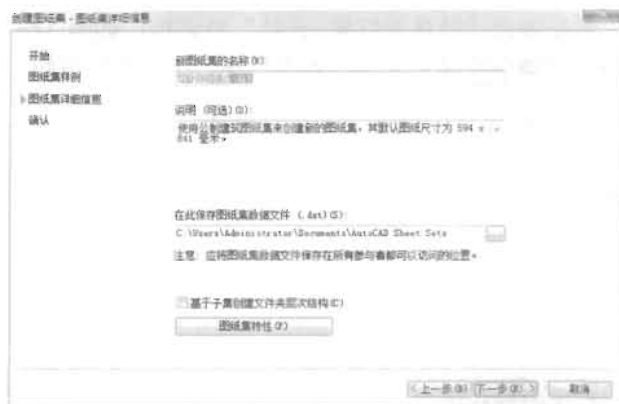 创建图纸集 - 图纸集详细信息
开始
图纸集样例
图纸集详细信息
确认
新图纸集的名称(W):
说明 (可选)(D):
使用公制建筑图纸集来创建新的图纸集，其默认图纸尺寸为 594 x
841 毫米。
在此保存图纸集数据文件 (.dst)(S):
C:\Users\Administrator\Documents\AutoCAD Sheet Sets
注意: 应将图纸集数据文件保存在所有参与者都可以访问的位置。
基于子集创建文件夹层次结构(C)
图纸集特性(P)
<上一步(B) 下一步(N) > 取消